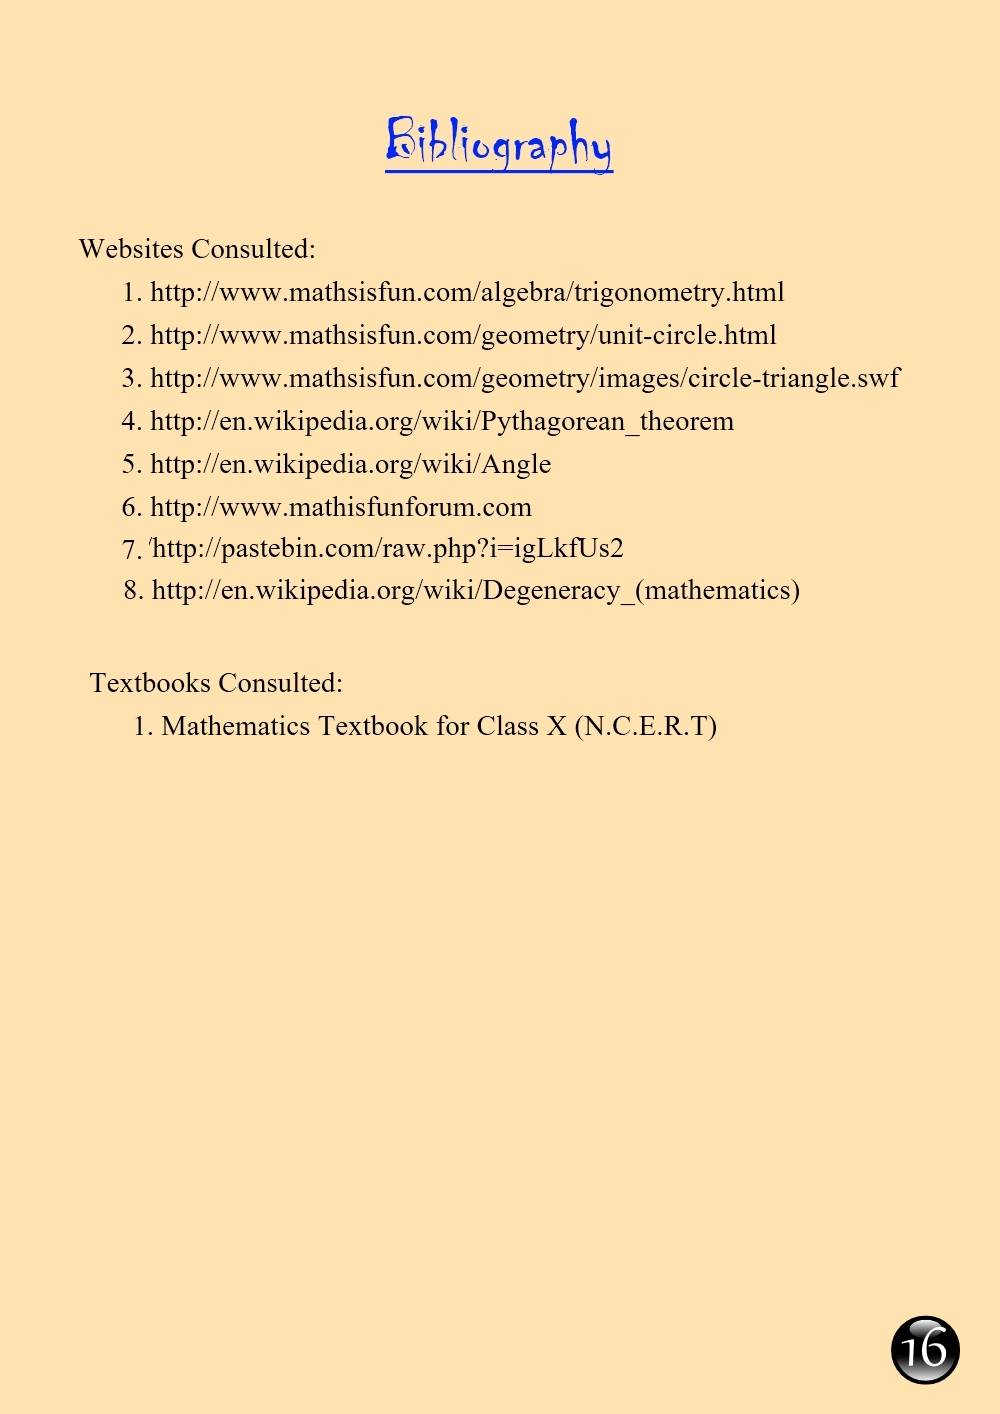 Bibliography
Websites Consulted:
1. http://www.mathsisfun.com/algebra/trigonometry.html
2. http://www.mathsisfun.com/geometry/unit-circle.html
3. http://www.mathsisfun.com/geometry/images/circle-triangle.swf
4. http://en.wikipedia.org/wiki/Pythagorean_theorem
5. http://en.wikipedia.org/wiki/Angle
6. http://www.mathisfunforum.com
7. http://pastebin.com/raw.php?i=igLkfUs2
8. http://en.wikipedia.org/wiki/Degeneracy_(mathematics)
Textbooks Consulted:
1. Mathematics Textbook for Class X (N.C.E.R.T)
16